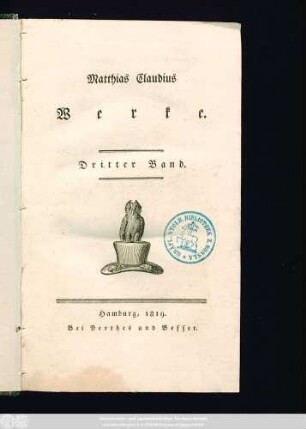 Matthias Claudius
Werke.
Dritter Band.
Hamburg, 1819.
Bei Perthes und Besser.